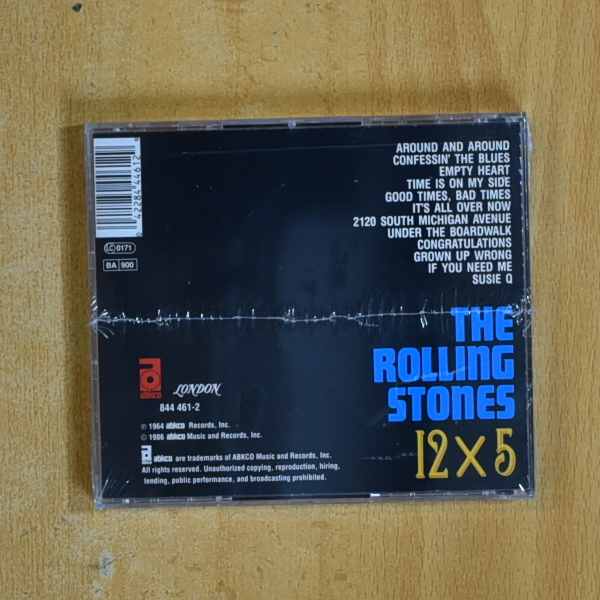 9 42284 44612
LC 0171
BA 900
AROUND AND AROUND
CONFESSIN' THE BLUES
EMPTY HEART
TIME IS ON MY SIDE
GOOD TIMES, BAD TIMES
IT'S ALL OVER NOW
2120 SOUTH MICHIGAN AVENUE
UNDER THE BOARDWALK
CONGRATULATIONS
GROWN UP WRONG
IF YOU NEED ME
SUSIE Q
THE
ROLLING
STONES
12 X 5
abkco
LONDON
844 461-2
© 1964 abkco Records, Inc.
© 1986 abkco Music and Records, Inc.
abkco are trademarks of ABKCO Music and Records, Inc.
All rights reserved. Unauthorized copying, reproduction, hiring,
lending, public performance, and broadcasting prohibited.